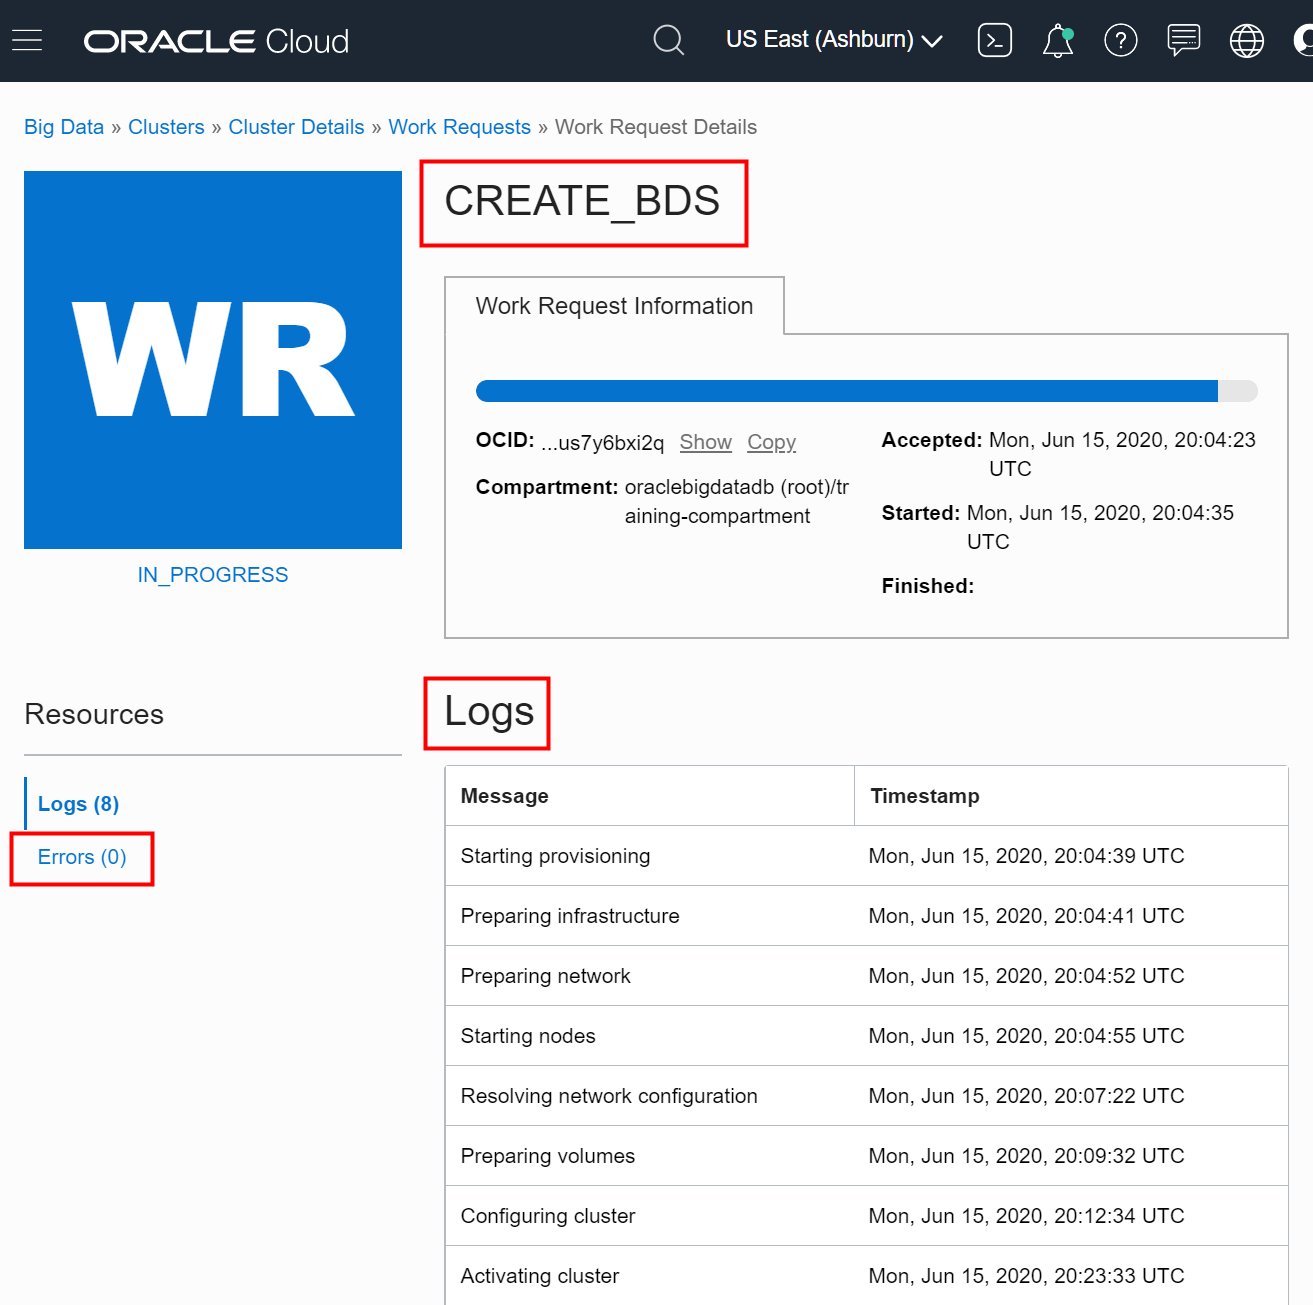 ORACLE Cloud
US East (Ashburn)
Big Data » Clusters » Cluster Details » Work Requests » Work Request Details
WR
IN_PROGRESS
CREATE_BDS
Work Request Information
OCID: ...us7y6bxi2q Show Copy
Compartment: oraclebigdatadb (root)/tr
aining-compartment
Accepted: Mon, Jun 15, 2020, 20:04:23
UTC
Started: Mon, Jun 15, 2020, 20:04:35
UTC
Finished:
Resources
Logs (8)
Errors (0)
Logs
Message Timestamp
Starting provisioning Mon, Jun 15, 2020, 20:04:39 UTC
Preparing infrastructure Mon, Jun 15, 2020, 20:04:41 UTC
Preparing network Mon, Jun 15, 2020, 20:04:52 UTC
Starting nodes Mon, Jun 15, 2020, 20:04:55 UTC
Resolving network configuration Mon, Jun 15, 2020, 20:07:22 UTC
Preparing volumes Mon, Jun 15, 2020, 20:09:32 UTC
Configuring cluster Mon, Jun 15, 2020, 20:12:34 UTC
Activating cluster Mon, Jun 15, 2020, 20:23:33 UTC